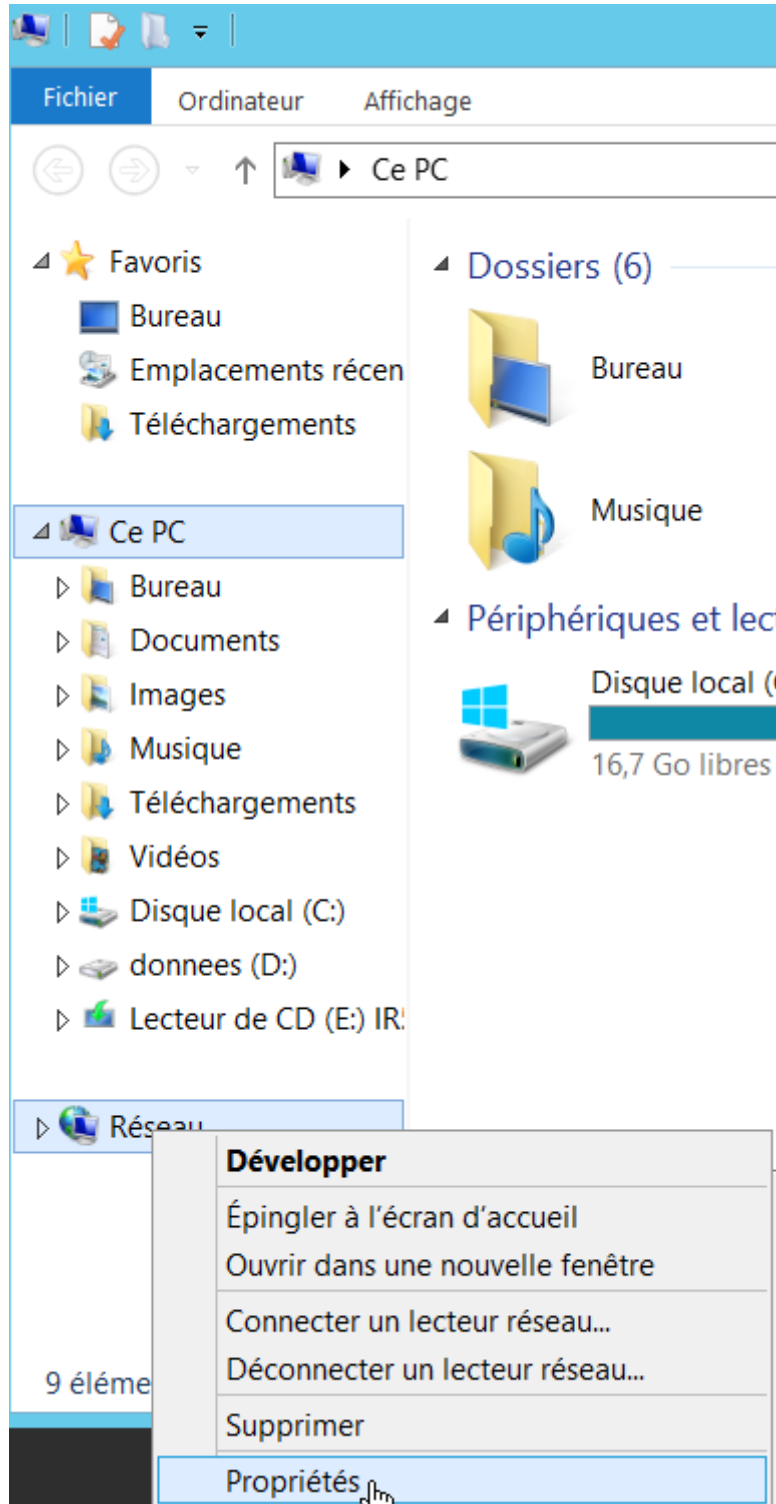 Fichier Ordinateur Affichage
Ce PC
Favoris
Bureau
Emplacements récen
Téléchargements
Ce PC
Bureau
Documents
Images
Musique
Téléchargements
Vidéos
Disque local (C:)
donnees (D:)
Lecteur de CD (E:) IR
Réseau
9 éléme
Dossiers (6)
Bureau
Musique
Périphériques et lect
Disque local (
16,7 Go libres
Développer
Épingler à l'écran d'accueil
Ouvrir dans une nouvelle fenêtre
Connecter un lecteur réseau...
Déconnecter un lecteur réseau...
Supprimer
Propriétés